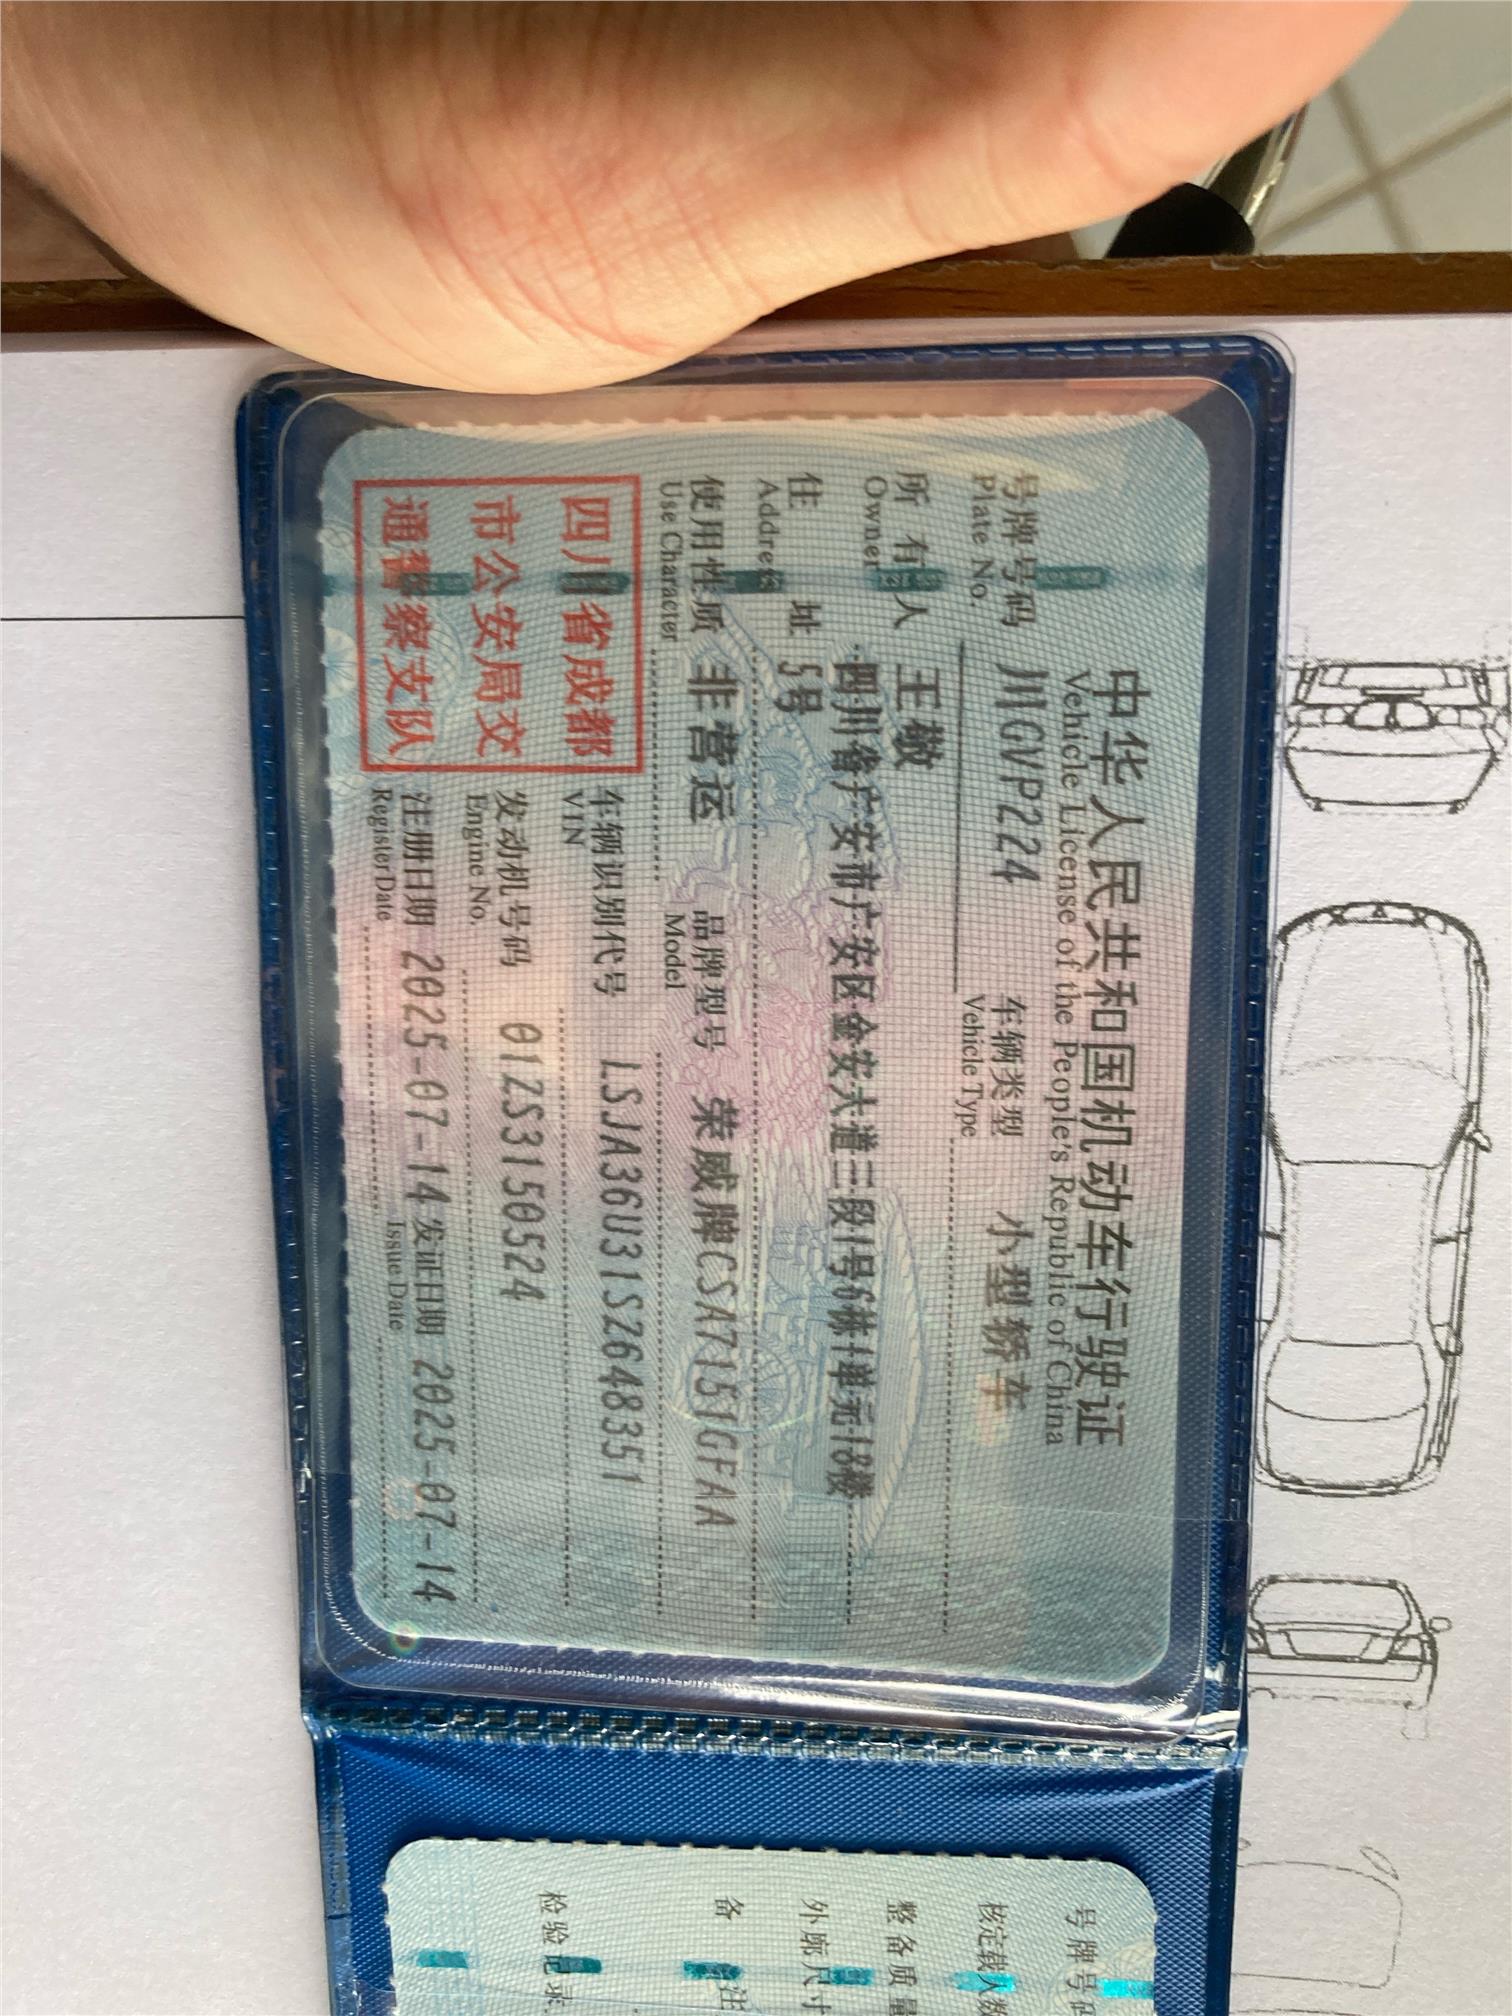 中华人民共和国机动车行驶证
Vehicle License of the People's Republic of China
号牌号码 川GVP224 车辆类型 小型轿车
Plate No. Vehicle Type
所有人 王敏
Owner
住址 四川省广安市广安区金安大道三段1号6栋1单元18楼
5号
Address
使用性质 非营运 品牌型号 荣威牌CSA7151GFAA
Use Character Model
四川省成都
市公安局交
通警察支队
车辆识别代号 LSJA36U31SZ648351
VIN
发动机号码 01ZS3150524
Engine No.
注册日期 2025-07-14 发证日期 2025-07-14
Register Date Issue Date
号牌号码
核定载人数
整备质量
外廓尺寸
备注
检验记录